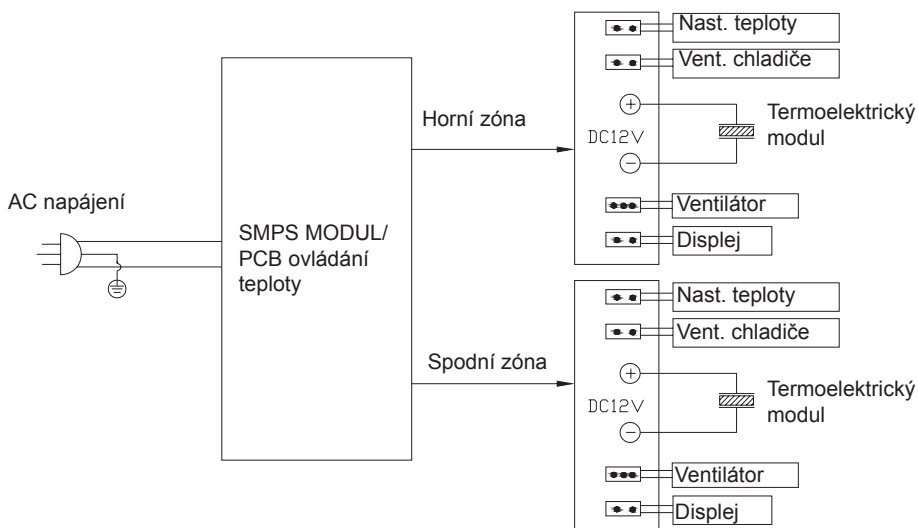 AC napájení
SMPS MODUL/
PCB ovládání
teploty
Horní zóna
Nast. teploty
Vent. chladiče
+
DC12V
−
Termoelektrický
modul
Ventilátor
Displej
Spodní zóna
Nast. teploty
Vent. chladiče
+
DC12V
−
Termoelektrický
modul
Ventilátor
Displej